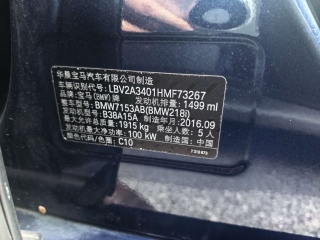 华晨宝马汽车有限公司制造
车辆识别代号: LBV2A3401HMF73267
品牌: 宝马(BMW)牌 发动机排量: 1499 ml
整车型号: BMW7153AB(BMW218i)
发动机型号: B38A15A 制造年月: 2016.09
最大允许总质量: 1915 kg 乘坐人数: 5 人
发动机最大净功率: 100 kW 制造国: 中国
颜色代码/色面: C10